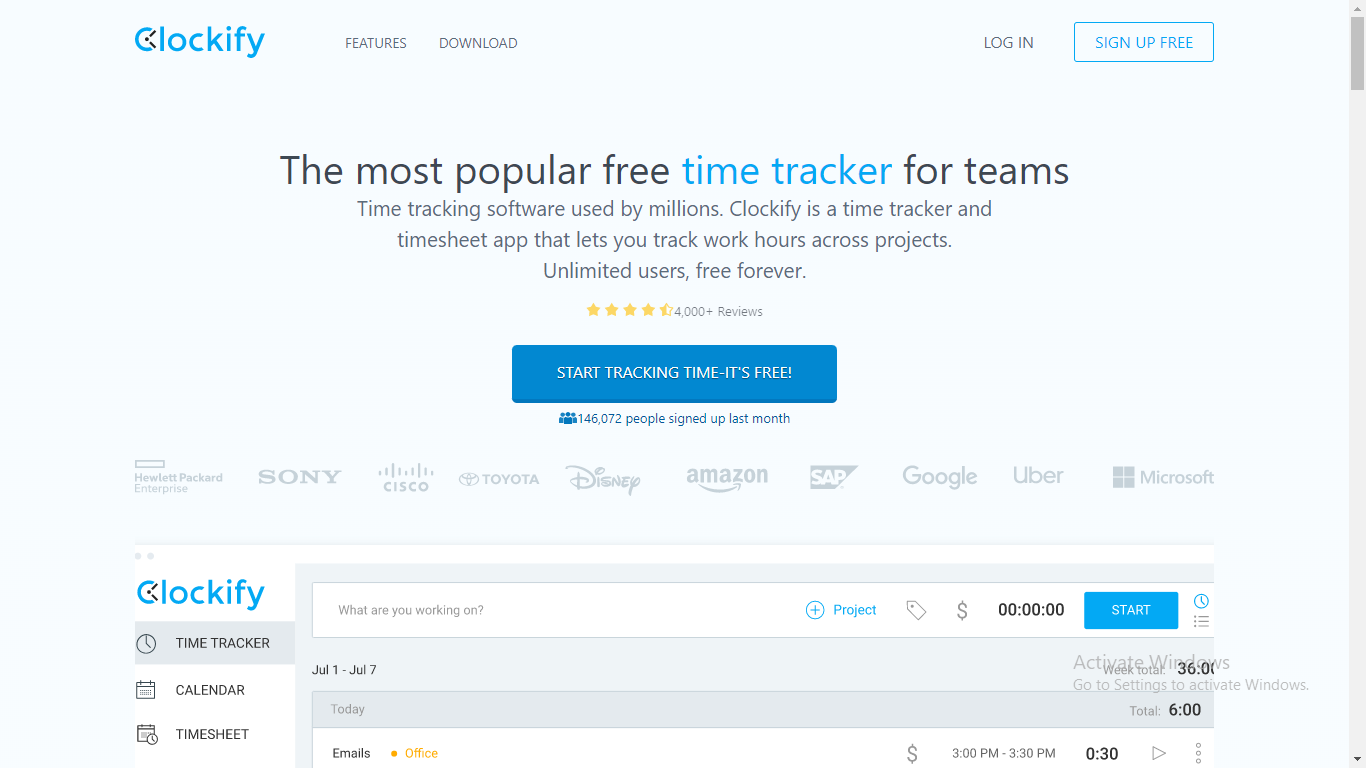 Clockify
FEATURES
DOWNLOAD
LOG IN
SIGN UP FREE
The most popular free time tracker for teams
Time tracking software used by millions. Clockify is a time tracker and
timesheet app that lets you track work hours across projects.
Unlimited users, free forever.
4,000+ Reviews
START TRACKING TIME-IT'S FREE!
146,072 people signed up last month
Hewlett Packard
Enterprise
SONY
CISCO
TOYOTA
Disney
amazon
SAP
Google
Uber
Microsoft
Clockify
What are you working on?
Project
$
00:00:00
START
TIME TRACKER
Jul 1 - Jul 7
Week total:
36:00
Activate Windows
Go to Settings to activate Windows.
CALENDAR
Today
Total: 6:00
TIMESHEET
Emails
Office
$
3:00 PM - 3:30 PM
0:30